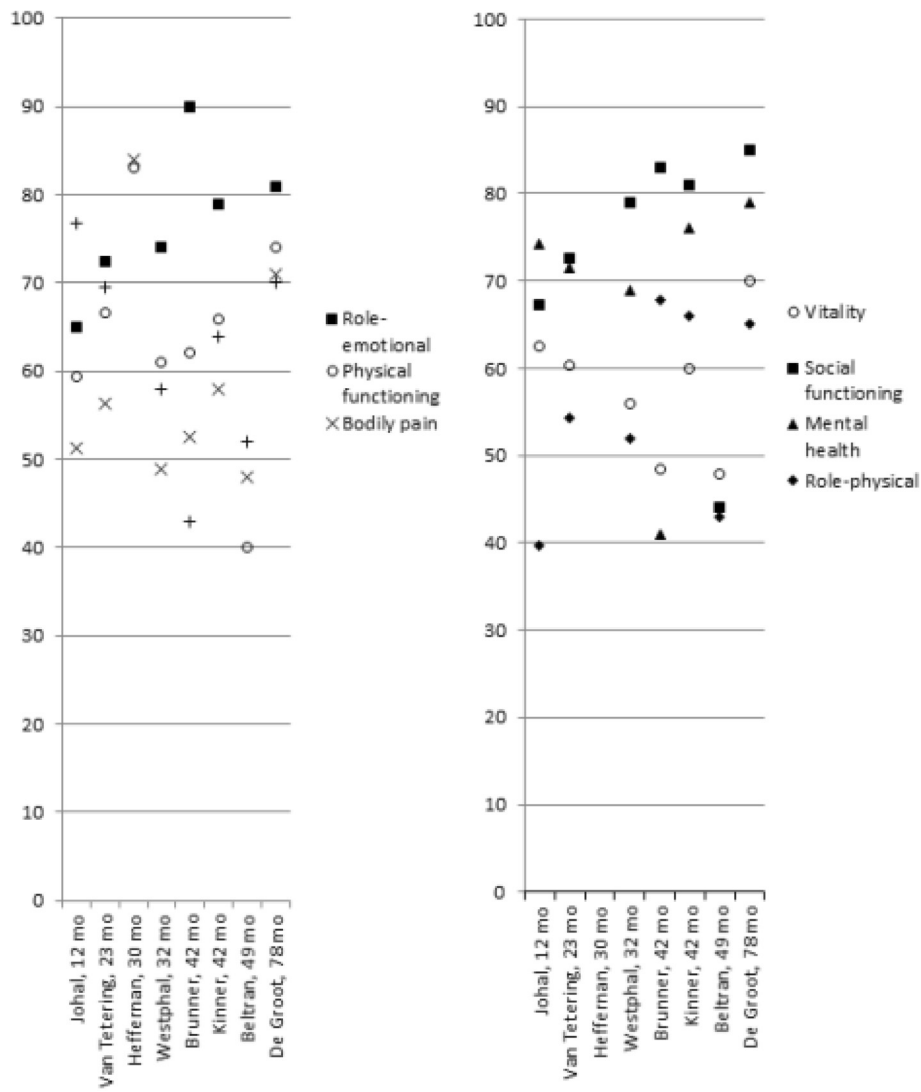 100
90
80
70
60
50
40
30
20
10
0
Johal, 12 mo
Van Tetering, 23 mo
Heffernan, 30 mo
Westphal, 32 mo
Brunner, 42 mo
Kinner, 42 mo
Beltran, 49 mo
De Groot, 78 mo
Role-
emotional
Physical
functioning
Bodily pain
100
90
80
70
60
50
40
30
20
10
0
Johal, 12 mo
Van Tetering, 23 mo
Heffernan, 30 mo
Westphal, 32 mo
Brunner, 42 mo
Kinner, 42 mo
Beltran, 49 mo
De Groot, 78 mo
Vitality
Social
functioning
Mental
health
Role-physical